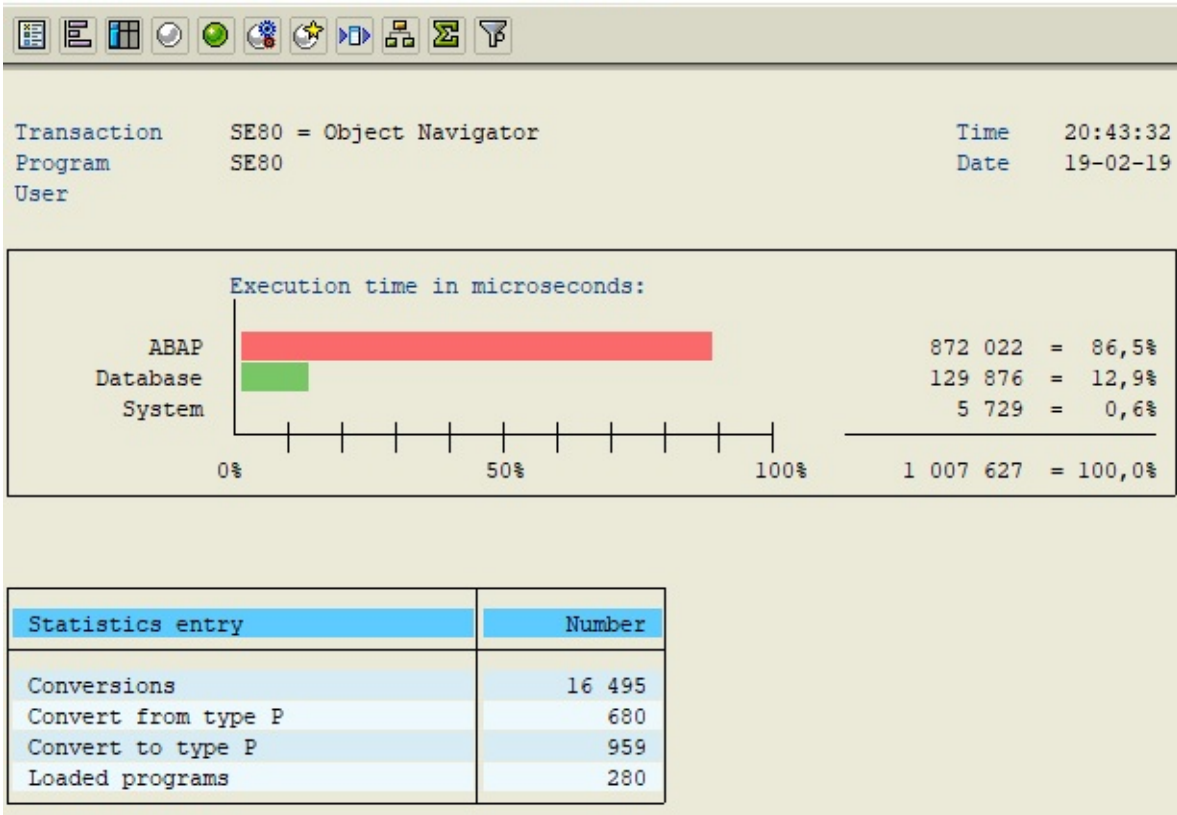 Transaction SE80 = Object Navigator Time 20:43:32
Program SE80 Date 19-02-19
User
Execution time in microseconds:
ABAP 872 022 = 86,5%
Database 129 876 = 12,9%
System 5 729 = 0,6%
0% 50% 100% 1 007 627 = 100,0%
Statistics entry Number
Conversions 16 495
Convert from type P 680
Convert to type P 959
Loaded programs 280